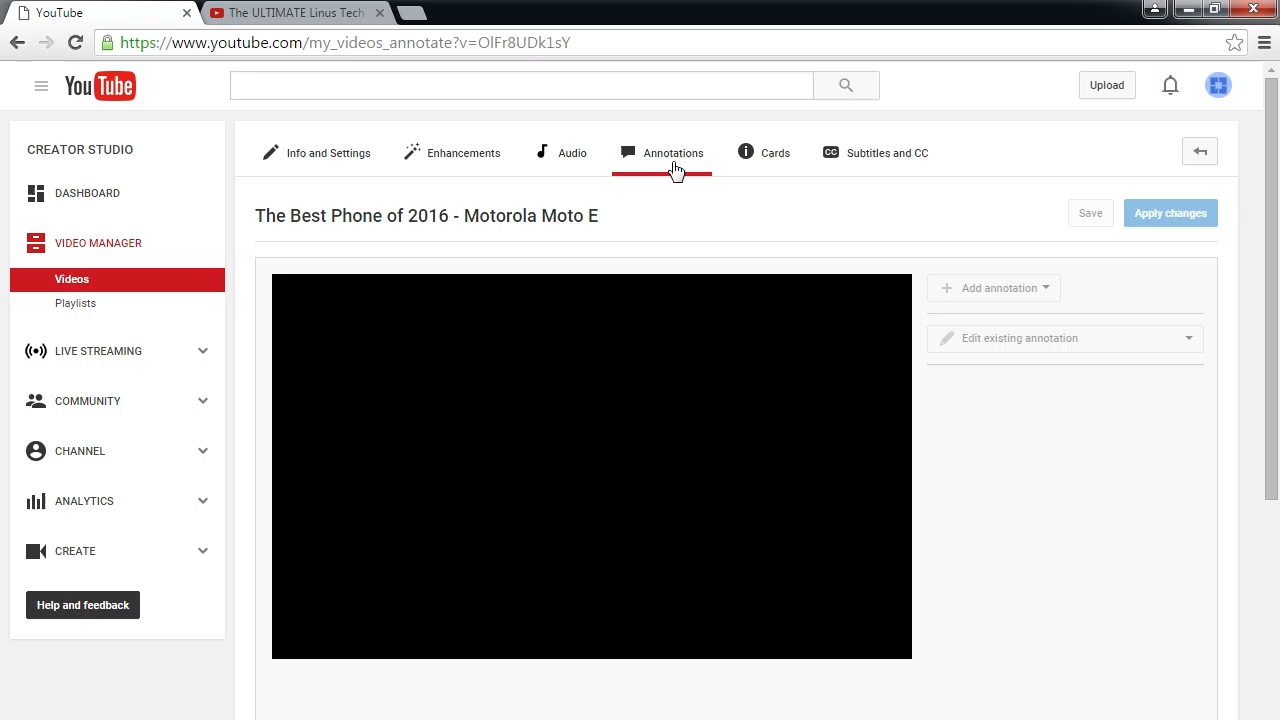 YouTube
The ULTIMATE Linus Tech
https://www.youtube.com/my_videos_annotate?v=OlFr8UDk1sY
YouTube
Upload
CREATOR STUDIO
DASHBOARD
VIDEO MANAGER
Videos
Playlists
LIVE STREAMING
COMMUNITY
CHANNEL
ANALYTICS
CREATE
Help and feedback
Info and Settings
Enhancements
Audio
Annotations
Cards
CC Subtitles and CC
The Best Phone of 2016 - Motorola Moto E
Save
Apply changes
Add annotation
Edit existing annotation